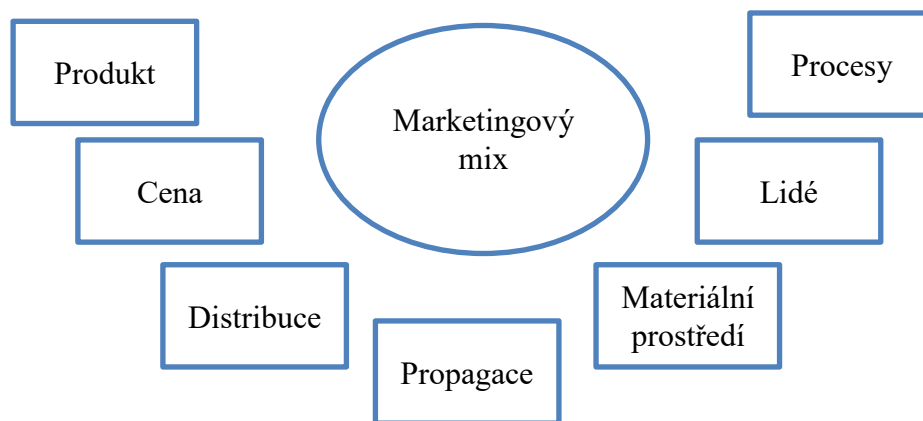 Produkt
Procesy
Marketingový
mix
Cena
Lidé
Distribuce
Materiální
prostředí
Propagace